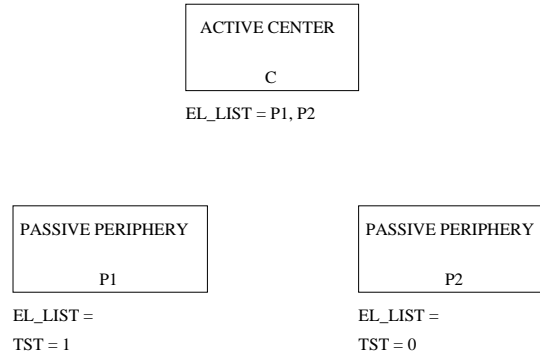 ACTIVE CENTER
C
EL_LIST = P1, P2
PASSIVE PERIPHERY
P1
EL_LIST =
TST = 1
PASSIVE PERIPHERY
P2
EL_LIST =
TST = 0